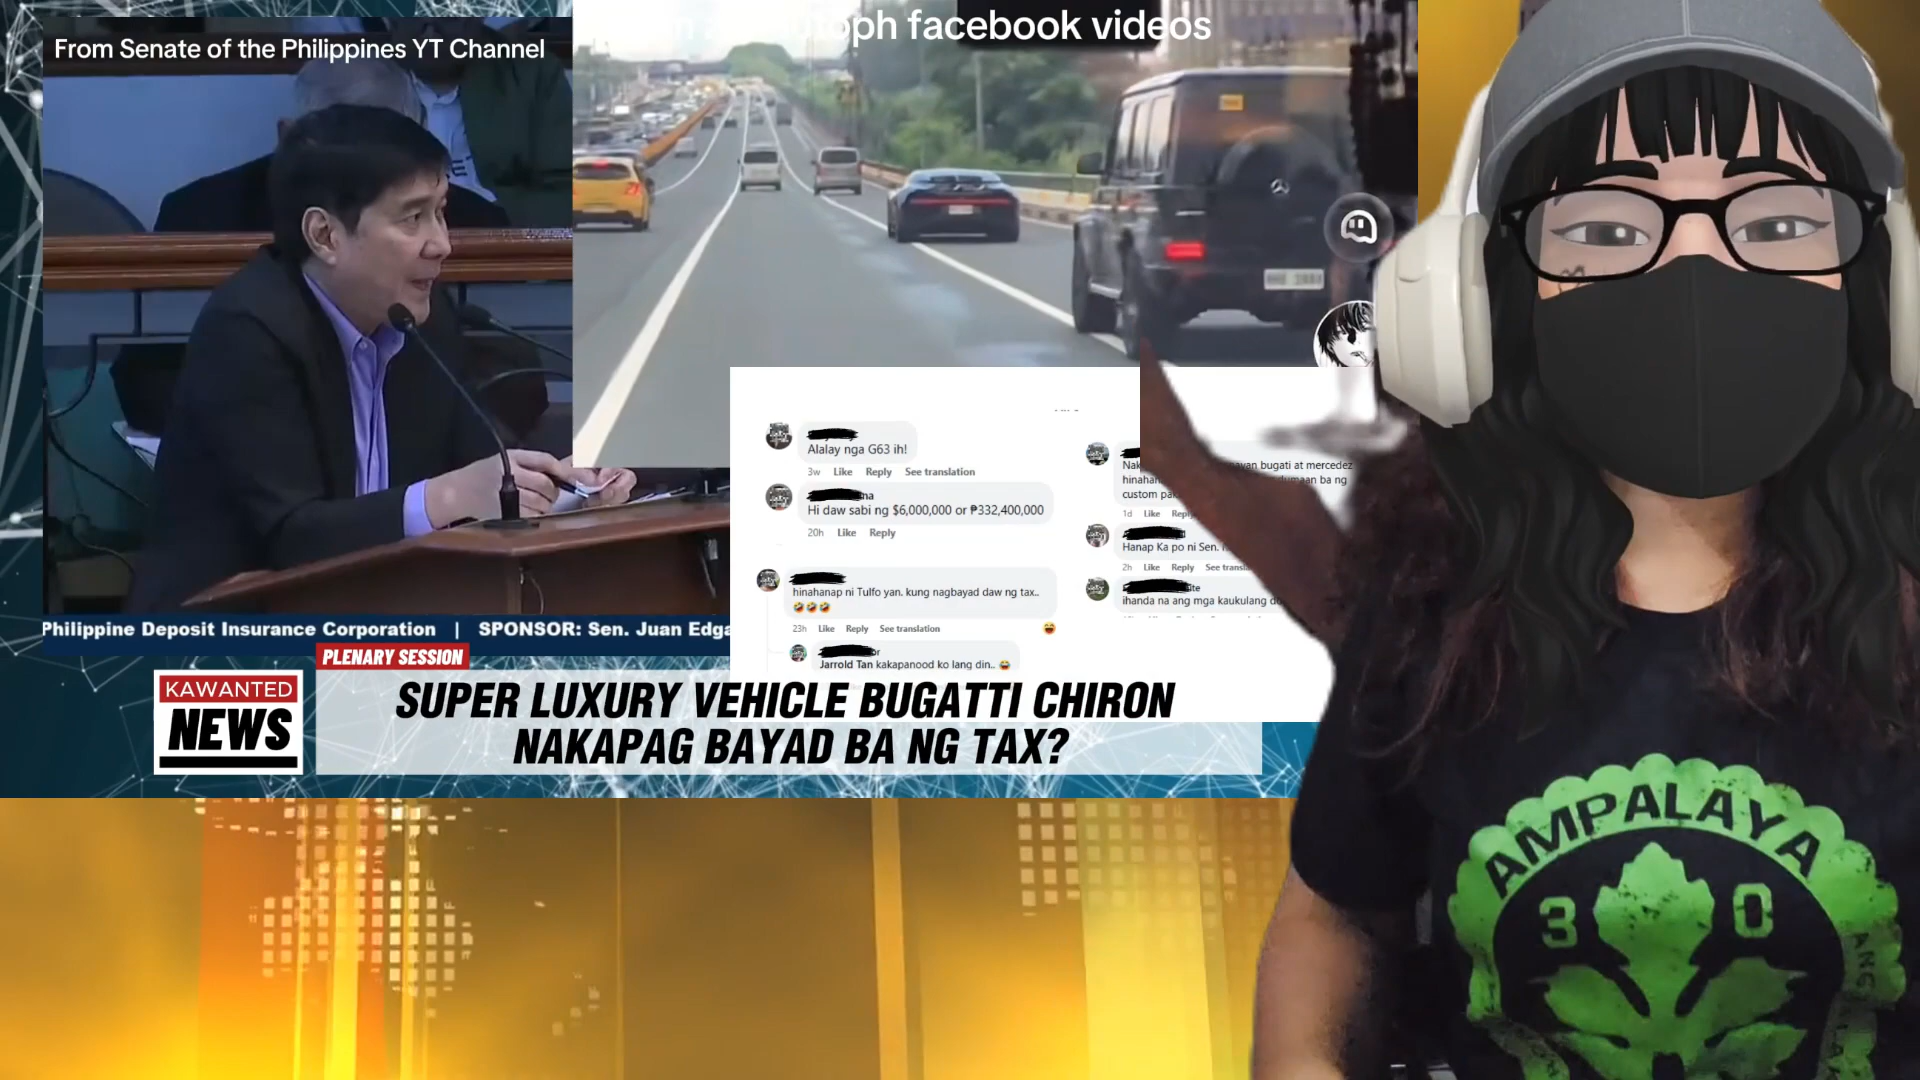 From Senate of the Philippines YT Channel
facebook videos
Alalay nga G63 ih!
3w Like Reply See translation
Hi daw sabi ng $6,000,000 or ₱332,400,000
20h Like Reply
hinahanap ni Tulfo yan. kung nagbayad daw ng tax.. 🤣🤣🤣
23h Like Reply See translation
Jarrold Tan kakapanood ko lang din.. 😂
bugati at mercedez
custom
1d Like
Hanap Ka po ni Sen.
2h Like Reply See
ihanda na ang mga kaukulang
Philippine Deposit Insurance Corporation | SPONSOR: Sen. Juan
PLENARY SESSION
KAWANTED
NEWS
SUPER LUXURY VEHICLE BUGATTI CHIRON
NAKAPAG BAYAD BA NG TAX?
AMPALAYA
30
ANG